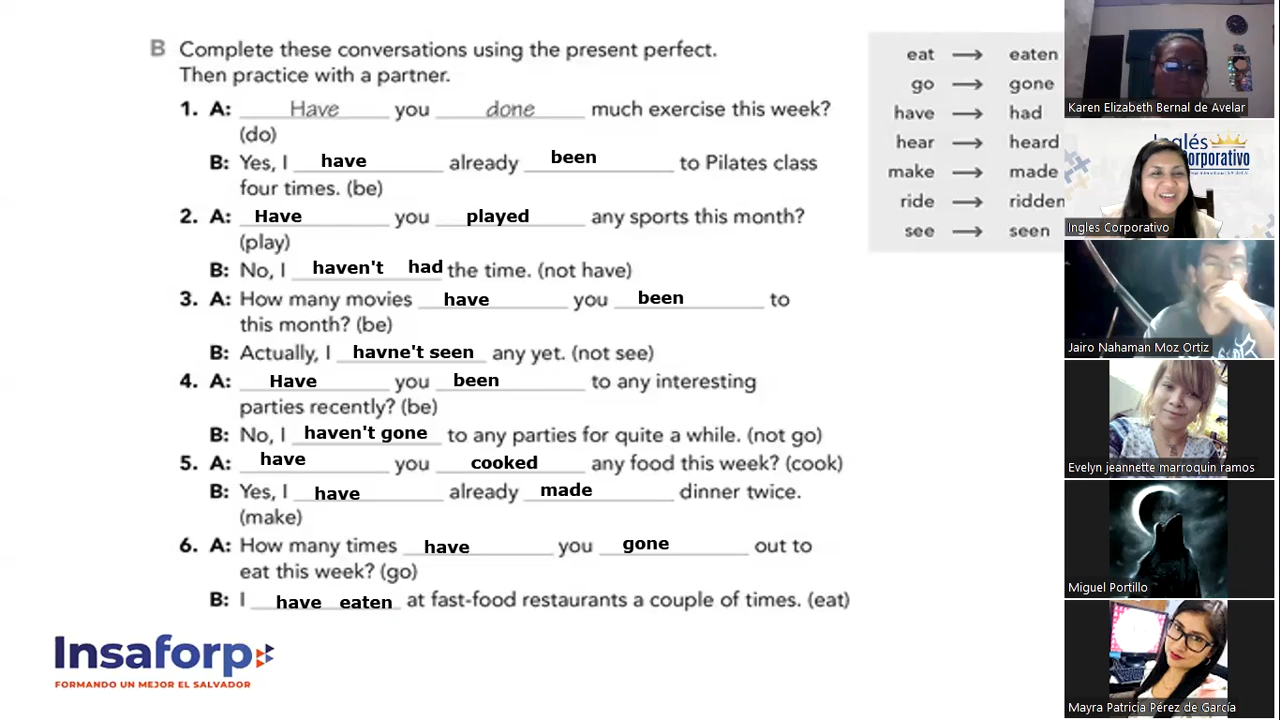 B Complete these conversations using the present perfect.
Then practice with a partner.
1. A: Have you done much exercise this week?
(do)
B: Yes, I have already been to Pilates class
four times. (be)
2. A: Have you played any sports this month?
(play)
B: No, I haven't had the time. (not have)
3. A: How many movies have you been to
this month? (be)
B: Actually, I havne't seen any yet. (not see)
4. A: Have you been to any interesting
parties recently? (be)
B: No, I haven't gone to any parties for quite a while. (not go)
5. A: have you cooked any food this week? (cook)
B: Yes, I have already made dinner twice.
(make)
6. A: How many times have you gone out to
eat this week? (go)
B: I have eaten at fast-food restaurants a couple of times. (eat)
eat → eaten
go → gone
have → had
hear → heard
make → made
ride → ridden
see → seen
Insaforp
FORMANDO UN MEJOR EL SALVADOR
Karen Elizabeth Bernal de Avelar
Inglés
Corporativo
Ingles Corporativo
Jairo Nahaman Moz Ortiz
Evelyn jeannette marroquin ramos
Miguel Portillo
Mayra Patricia Pérez de García